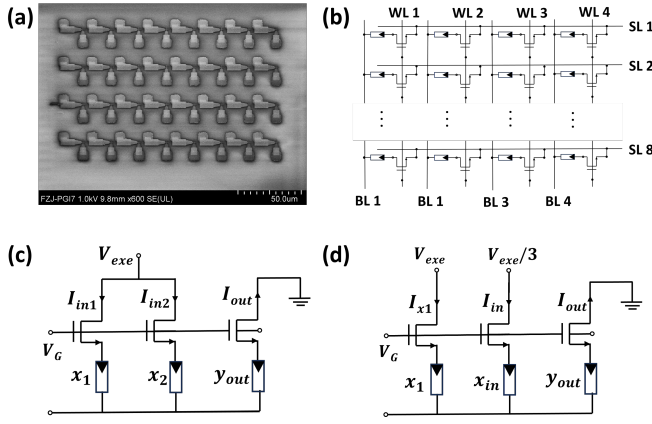 (a)
FZJ-PGI7 1.0kV 9.8mm x600 SE(UL) 50.0um
(b)
WL 1 WL 2 WL 3 WL 4
SL 1
SL 2
SL 8
BL 1 BL 1 BL 3 BL 4
(c)
V_exe
I_in1 I_in2 I_out
V_G
x_1 x_2 y_out
(d)
V_exe V_exe/3
I_x1 I_in I_out
V_G
x_1 x_in y_out